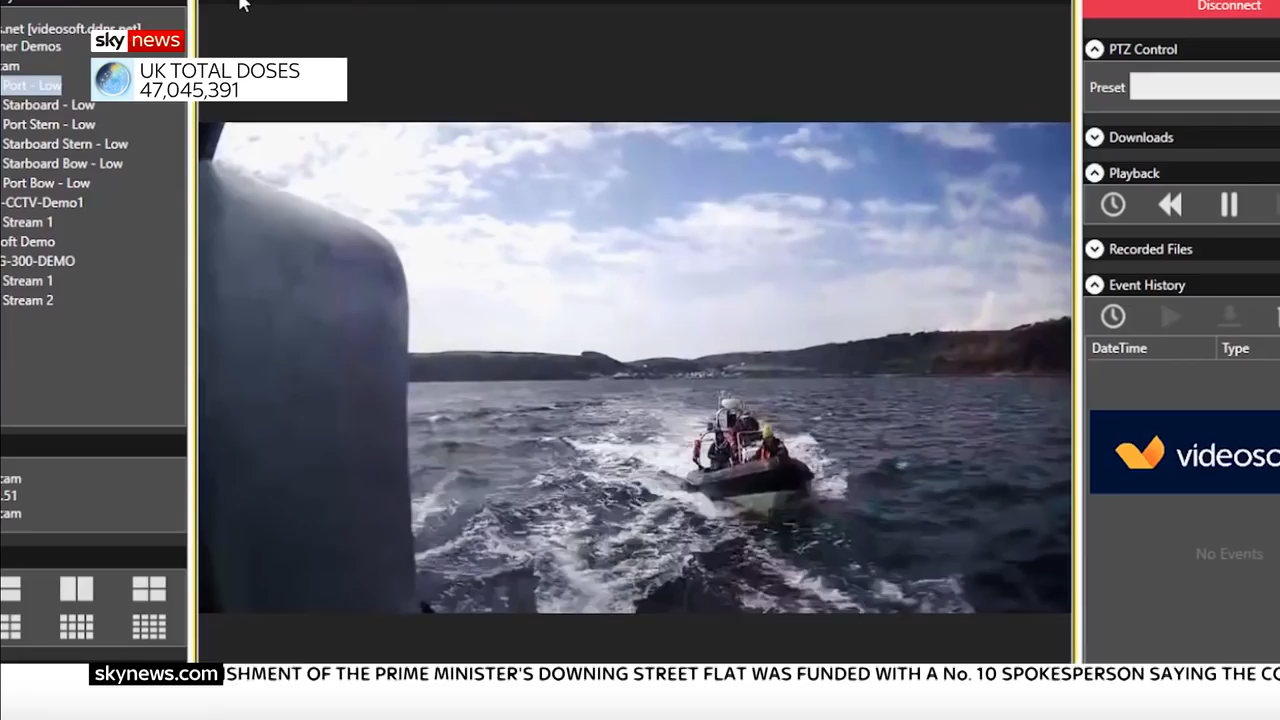 s.net [videosoft.ddns.net]
sky news
ner Demos
cam
UK TOTAL DOSES
47,045,391
Port - Low
Starboard - Low
Port Stern - Low
Starboard Stern - Low
Starboard Bow - Low
Port Bow - Low
-CCTV-Demo1
Stream 1
oft Demo
G-300-DEMO
Stream 1
Stream 2
cam
.51
cam
Disconnect
PTZ Control
Preset
Downloads
Playback
Recorded Files
Event History
DateTime
Type
videoso
No Events
skynews.com
SHMENT OF THE PRIME MINISTER'S DOWNING STREET FLAT WAS FUNDED WITH A No. 10 SPOKESPERSON SAYING THE CO